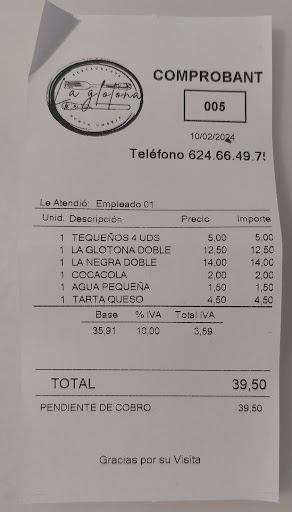 RESTAURANTE
La glotona
COMPROBANT
005
10/02/2024
Teléfono 624.66.49.75
Le Atendió: Empleado 01
Unid. Descripción Precio Importe
1 TEQUEÑOS 4 UDS 5,00 5,00
1 LA GLOTONA DOBLE 12,50 12,50
1 LA NEGRA DOBLE 14,00 14,00
1 COCACOLA 2,00 2,00
1 AGUA PEQUEÑA 1,50 1,50
1 TARTA QUESO 4,50 4,50
Base % IVA Total IVA
35,91 10,00 3,59
TOTAL 39,50
PENDIENTE DE COBRO 39,50
Gracias por su Visita